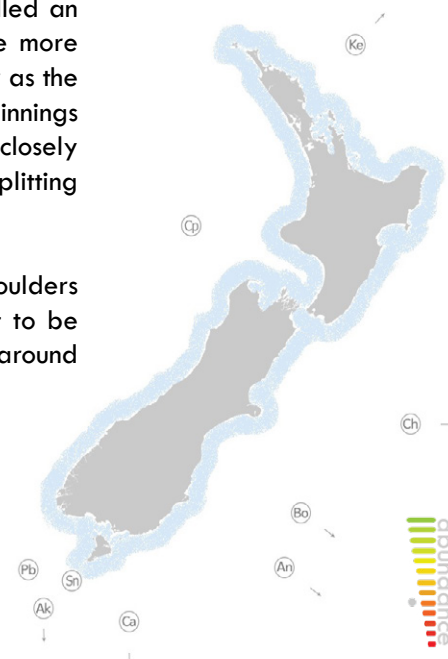 lled an
e more
as the
innings
closely
plitting
oulders
to be
around
Ke
Cp
Ch
Bo
An
Pb
Sn
Ak
Ca
abundance